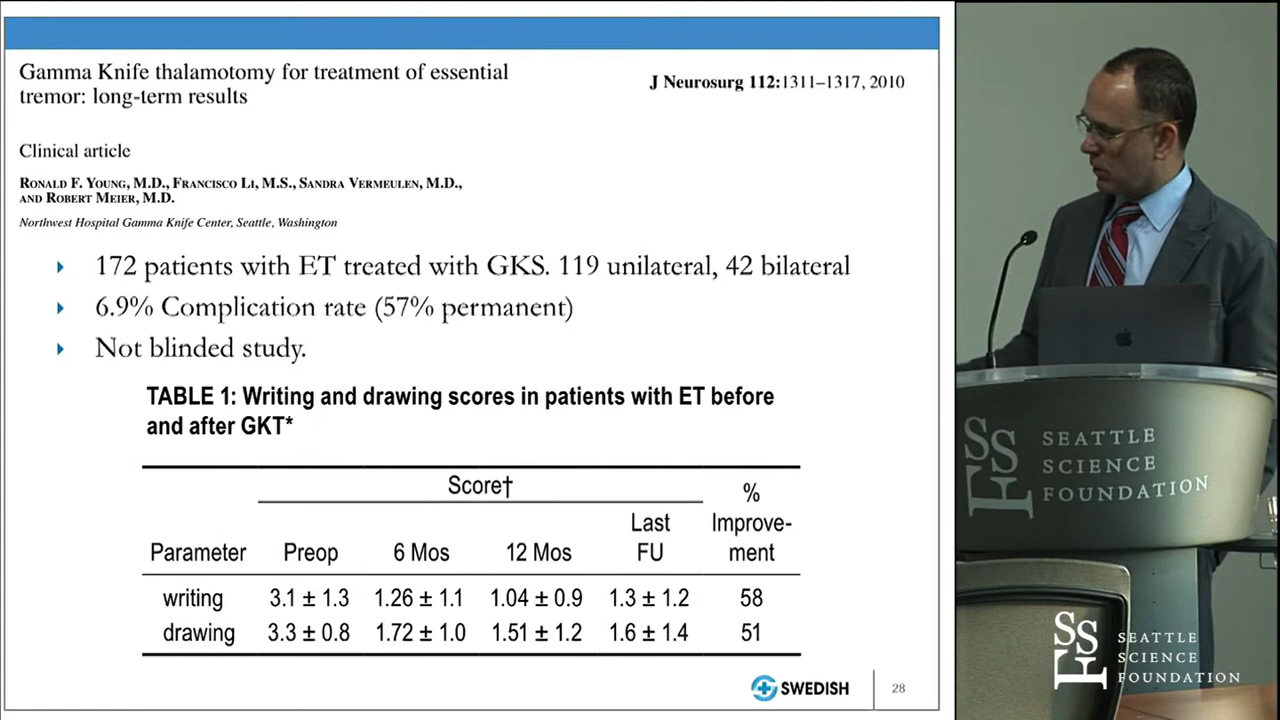 Gamma Knife thalamotomy for treatment of essential
tremor: long-term results
J Neurosurg 112:1311–1317, 2010
Clinical article
RONALD F. YOUNG, M.D., FRANCISCO LI, M.S., SANDRA VERMEULEN, M.D.,
AND ROBERT MEIER, M.D.
Northwest Hospital Gamma Knife Center, Seattle, Washington
172 patients with ET treated with GKS. 119 unilateral, 42 bilateral
6.9% Complication rate (57% permanent)
Not blinded study.
TABLE 1: Writing and drawing scores in patients with ET before
and after GKT*
Score†
%
Last
Improve-
Parameter Preop 6 Mos 12 Mos FU ment
writing 3.1 ± 1.3 1.26 ± 1.1 1.04 ± 0.9 1.3 ± 1.2 58
drawing 3.3 ± 0.8 1.72 ± 1.0 1.51 ± 1.2 1.6 ± 1.4 51
SWEDISH
28
SSF
SEATTLE
SCIENCE
FOUNDATION
SSF
SEATTLE
SCIENCE
FOUNDATION